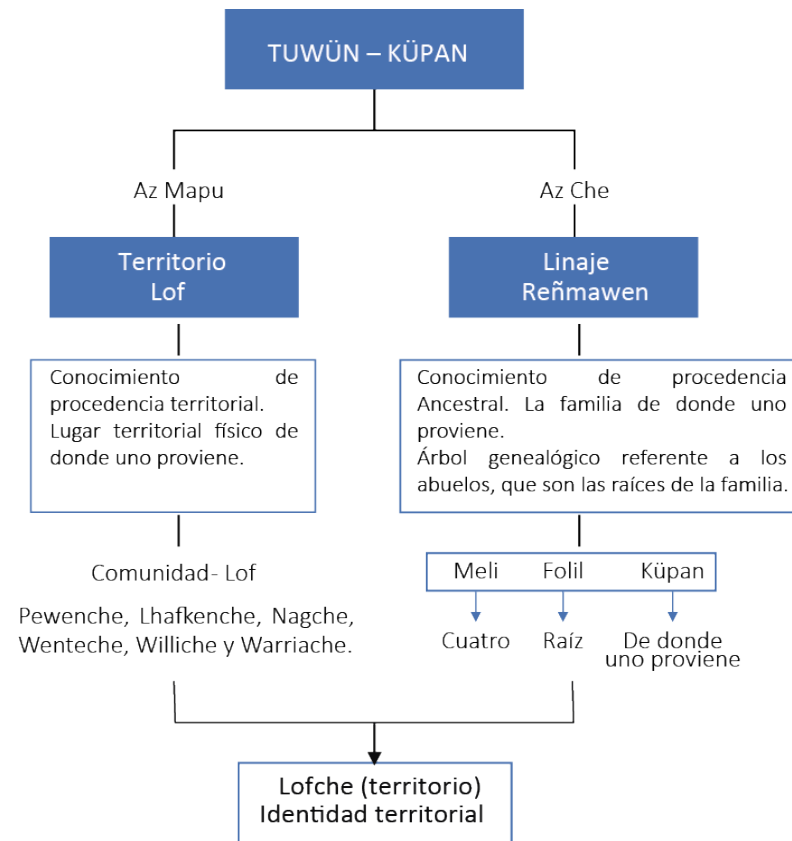 TUWÜN – KÜPAN
Az Mapu
Az Che
Territorio
Lof
Linaje
Reñmawen
Conocimiento de
procedencia territorial.
Lugar territorial físico de
donde uno proviene.
Conocimiento de procedencia
Ancestral. La familia de donde uno
proviene.
Árbol genealógico referente a los
abuelos, que son las raíces de la familia.
Comunidad- Lof
Pewenche, Lhafkenche, Nagche,
Wenteche, Williche y Warriache.
Meli Folil Küpan
Cuatro Raíz De donde
uno proviene
Lofche (territorio)
Identidad territorial